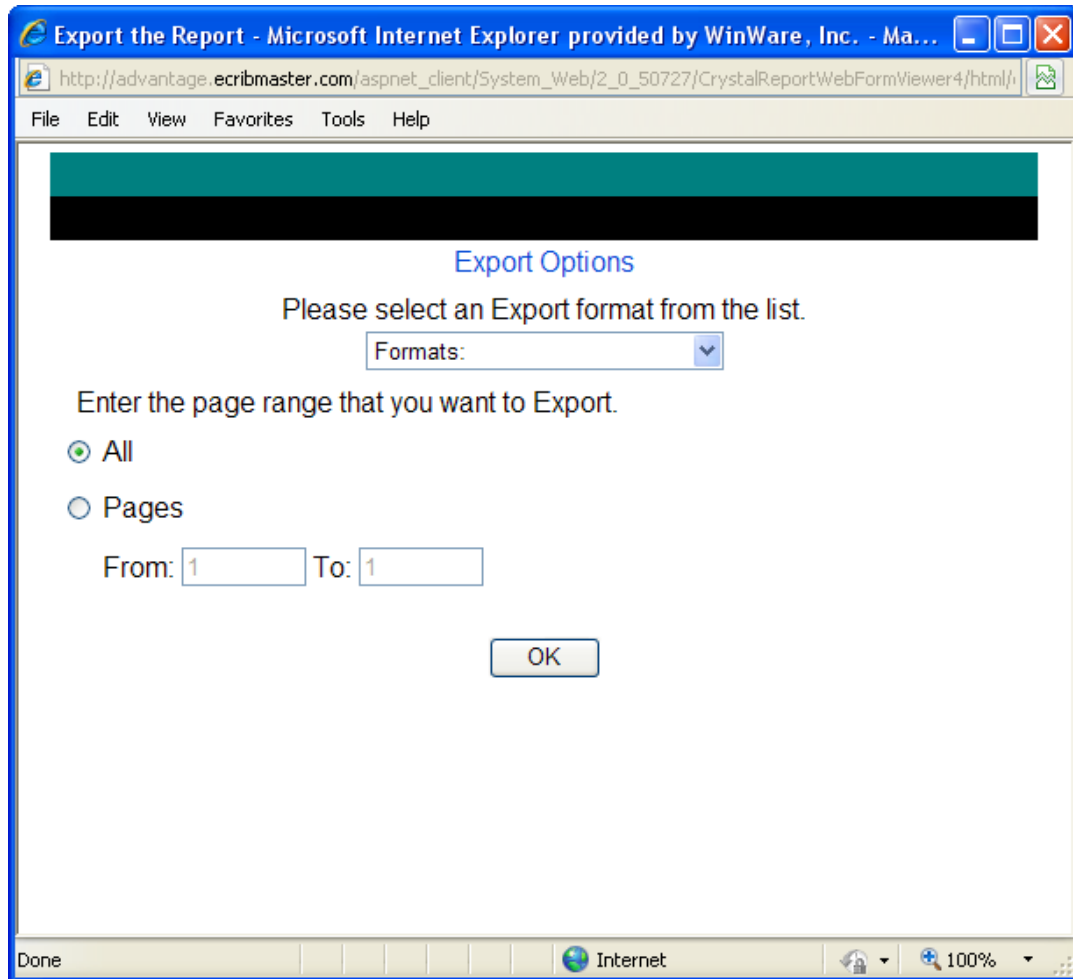 Export the Report - Microsoft Internet Explorer provided by WinWare, Inc. - Ma...
http://advantage.ecribmaster.com/aspnet_client/System_Web/2_0_50727/CrystalReportWebFormViewer4/html/
File Edit View Favorites Tools Help
Export Options
Please select an Export format from the list.
Formats:
Enter the page range that you want to Export.
All
Pages
From: 1 To: 1
OK
Done Internet 100%